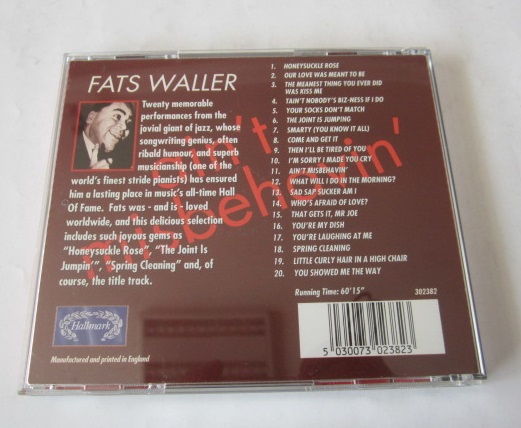 FATS WALLER
ain't
misbehavin'
Twenty memorable
performances from the
jovial giant of jazz, whose
songwriting genius, often
ribald humour, and superb
musicianship (one of the
world's finest stride pianists) has ensured
him a lasting place in music's all-time Hall
Of Fame. Fats was - and is - loved
worldwide, and this delicious selection
includes such joyous gems as
"Honeysuckle Rose", "The Joint Is
Jumpin'", "Spring Cleaning" and, of
course, the title track.
Hallmark
Manufactured and printed in England
1. HONEYSUCKLE ROSE
2. OUR LOVE WAS MEANT TO BE
3. THE MEANEST THING YOU EVER DID
WAS KISS ME
4. TAIN'T NOBODY'S BIZ-NESS IF I DO
5. YOUR SOCKS DON'T MATCH
6. THE JOINT IS JUMPING
7. SMARTY (YOU KNOW IT ALL)
8. COME AND GET IT
9. THEN I'LL BE TIRED OF YOU
10. I'M SORRY I MADE YOU CRY
11. AIN'T MISBEHAVIN'
12. WHAT WILL I DO IN THE MORNING?
13. SAD SAP SUCKER AM I
14. WHO'S AFRAID OF LOVE?
15. THAT GETS IT, MR JOE
16. YOU'RE MY DISH
17. YOU'RE LAUGHING AT ME
18. SPRING CLEANING
19. LITTLE CURLY HAIR IN A HIGH CHAIR
20. YOU SHOWED ME THE WAY
Running Time: 60'15"
302382
5 030073 023823